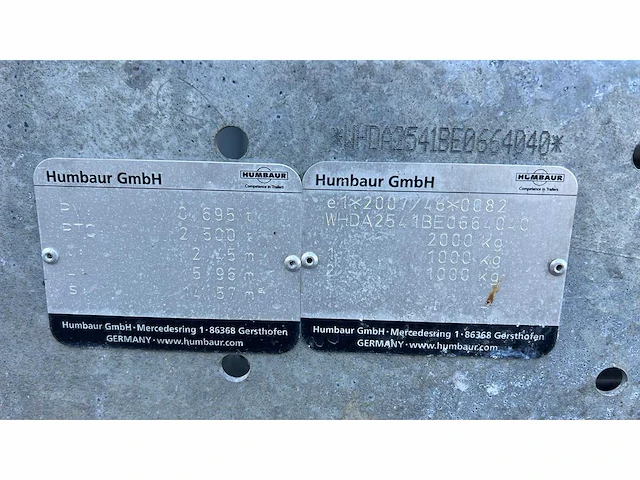 *WHDA2541BE0664040*
Humbaur GmbH
HUMBAUR
Competence in Trailers
0.695 t
2.500
m
5.96 m
m
Humbaur GmbH · Mercedesring 1 · 86368 Gersthofen
GERMANY · www.humbaur.com
Humbaur GmbH
HUMBAUR
Competence in Trailers
e1*2007/46*0082
WHDA2541BE0664040
2000 kg
1000 kg
1000 kg
Humbaur GmbH · Mercedesring 1 · 86368 Gersthofen
GERMANY · www.humbaur.com